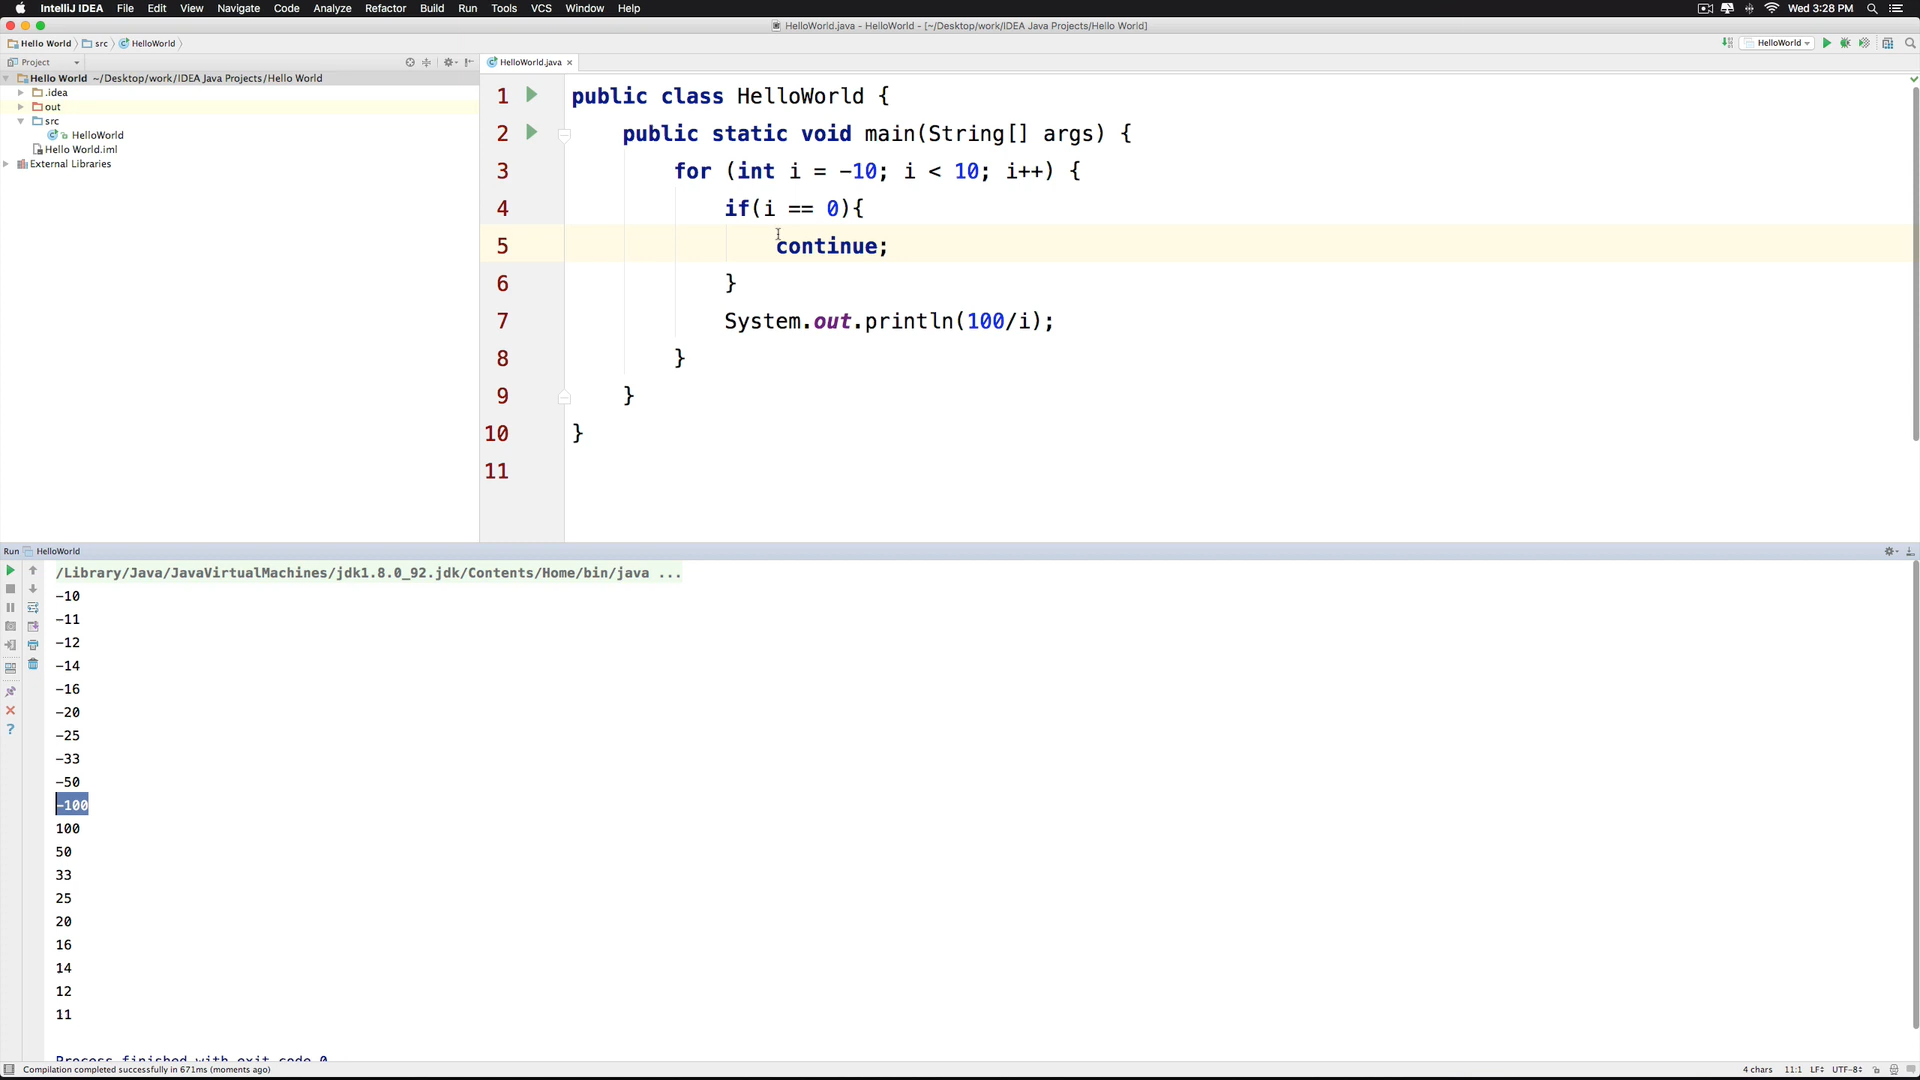 IntelliJ IDEA File Edit View Navigate Code Analyze Refactor Build Run Tools VCS Window Help Wed 3:28 PM
HelloWorld.java - HelloWorld - [~/Desktop/work/IDEA Java Projects/Hello World]
Hello World src HelloWorld HelloWorld
Project HelloWorld.java
Hello World ~/Desktop/work/IDEA Java Projects/Hello World
.idea
out
src
HelloWorld
Hello World.iml
External Libraries
1 public class HelloWorld {
2 public static void main(String[] args) {
3 for (int i = -10; i < 10; i++) {
4 if(i == 0){
5 continue;
6 }
7 System.out.println(100/i);
8 }
9 }
10 }
11
Run HelloWorld
/Library/Java/JavaVirtualMachines/jdk1.8.0_92.jdk/Contents/Home/bin/java ...
-10
-11
-12
-14
-16
-20
-25
-33
-50
-100
100
50
33
25
20
16
14
12
11
Process finished with exit code 0
Compilation completed successfully in 671ms (moments ago) 4 chars 11:1 LF UTF-8